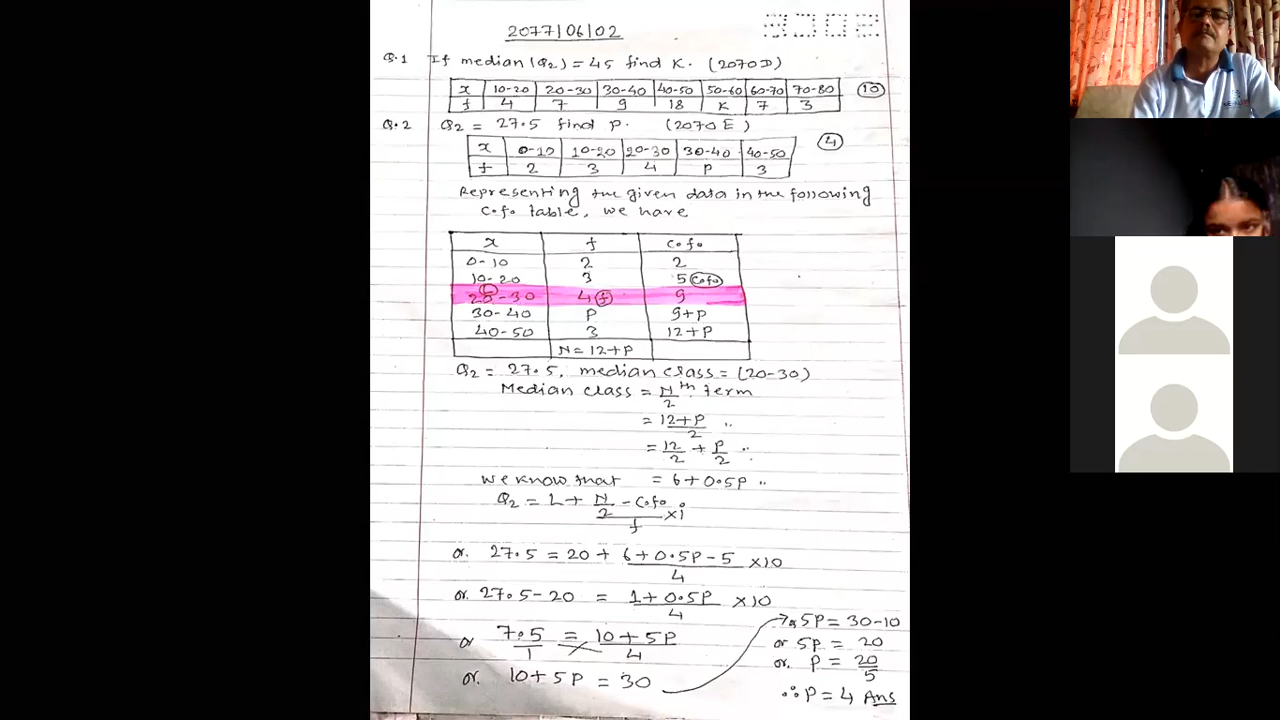 2077/06/02
Q.1 If median (Q₂) = 45 find K. (2070 D)
x 10-20 20-30 30-40 40-50 50-60 60-70 70-80
f 4 7 9 18 K 7 3
(10)
Q.2 Q₂ = 27.5 find P. (2070 E)
x 0-10 10-20 20-30 30-40 40-50
f 2 3 4 P 3
(4)
Representing the given data in the following
c.f. table, we have
x f c.f.
0-10 2 2
10-20 3 5 (c.f.)
(L) 20-30 4 (f) 9
30-40 P 9+P
40-50 3 12+P
N = 12+P
Q₂ = 27.5, median class = (20-30)
Median class = N/2 th term
= 12+P/2 ,,
= 12/2 + P/2 ,,
= 6+0.5P ,,
we know that
Q₂ = L + N/2 - c.f. / f × i
or. 27.5 = 20 + 6+0.5P-5 / 4 × 10
or. 27.5-20 = 1+0.5P / 4 × 10
or 7.5/1 = 10+5P / 4
or. 10+5P = 30
or 5P = 30-10
or 5P = 20
or. P = 20/5
∴ P = 4 Ans